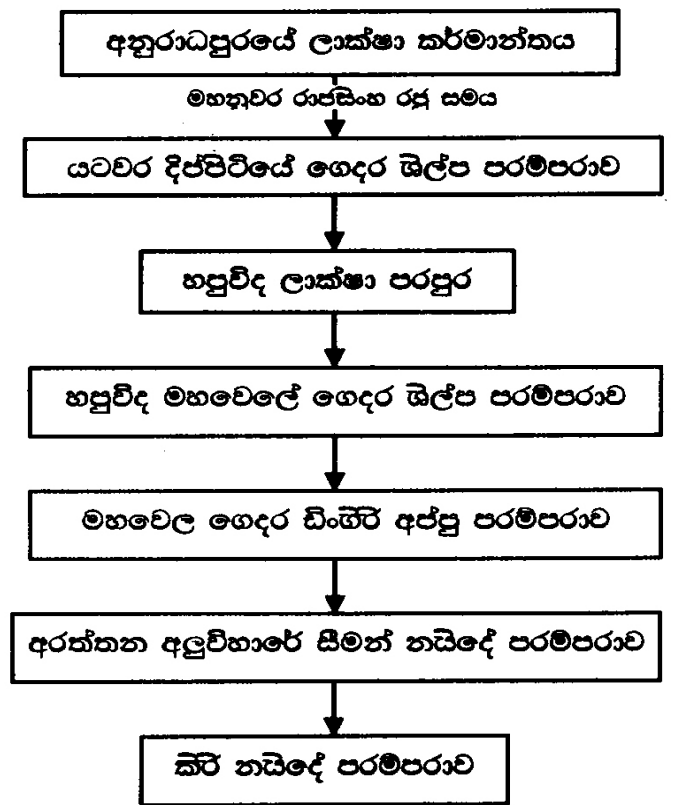 අනුරාධපුරයේ ලාක්ෂා කර්මාන්තය
මහනුවර රාජසිංහ රජු සමය
යටවර දිප්පිටියේ ගෙදර ශිල්ප පරම්පරාව
හපුවිද ලාක්ෂා පරපුර
හපුවිද මහවෙලේ ගෙදර ශිල්ප පරම්පරාව
මහවෙල ගෙදර ඩිංගිරි අප්පු පරම්පරාව
අරත්තන අලුවිහාරේ සීමන් නයිදේ පරම්පරාව
කිරි නයිදේ පරම්පරාව